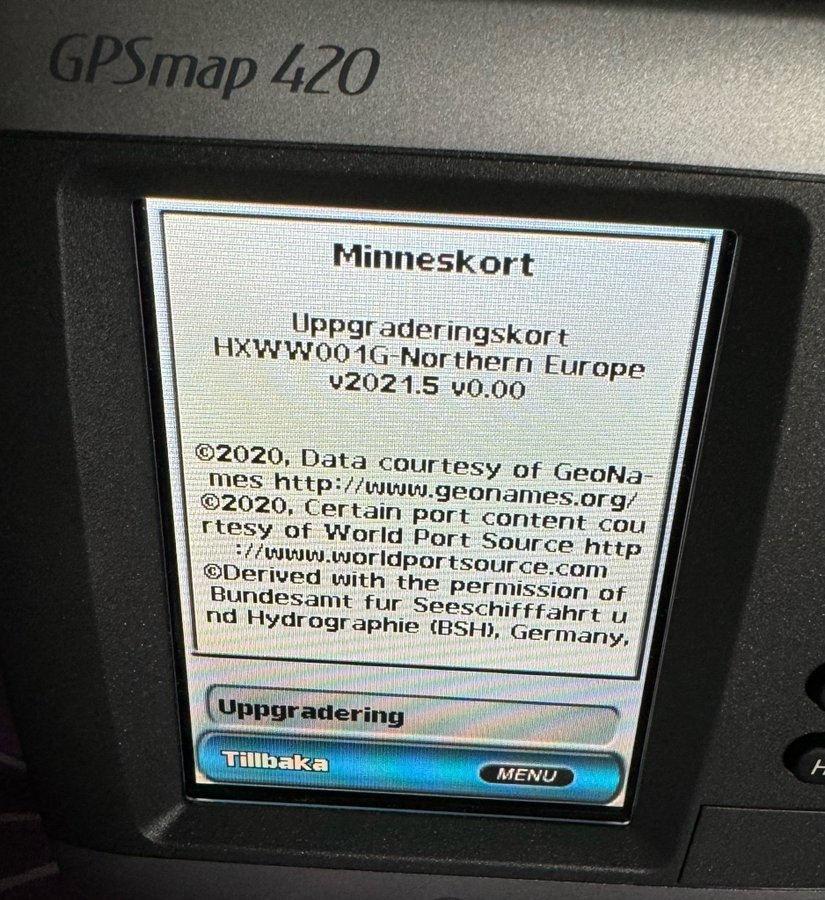 GPSmap 420
Minneskort
Uppgraderingskort
HXWW001G-Northern Europe
v2021.5 v0.00
©2020, Data courtesy of GeoNa-
mes http://www.geonames.org/
©2020, Certain port content cou
rtesy of World Port Source http
://www.worldportsource.com
©Derived with the permission of
Bundesamt fur Seeschifffahrt u
nd Hydrographie (BSH), Germany,
Uppgradering
Tillbaka MENU